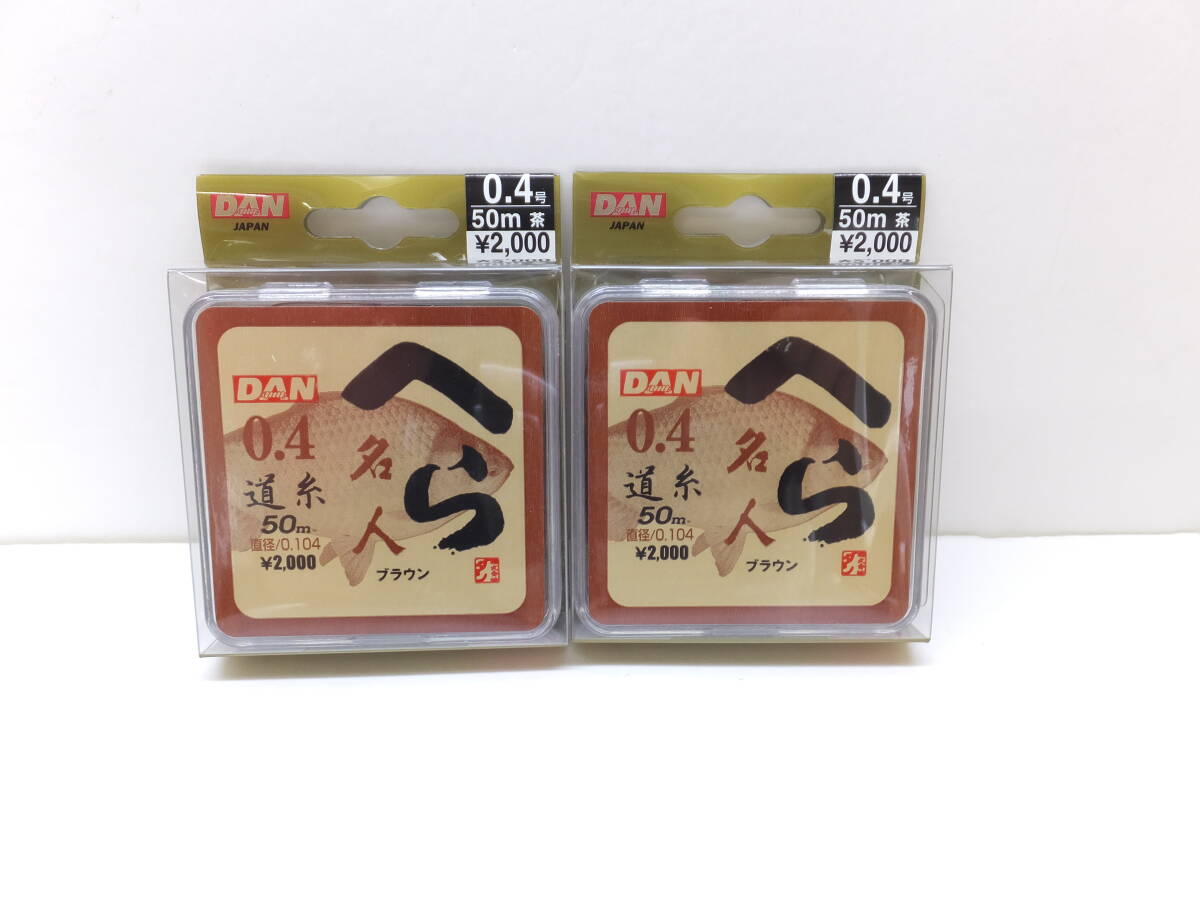 DAN
JAPAN
0.4号
50m 茶
¥2,000
DAN
へら
名人
0.4
道糸
50m
直径/0.104
¥2,000
ブラウン
DAN
JAPAN
0.4号
50m 茶
¥2,000
DAN
へら
名人
0.4
道糸
50m
直径/0.104
¥2,000
ブラウン